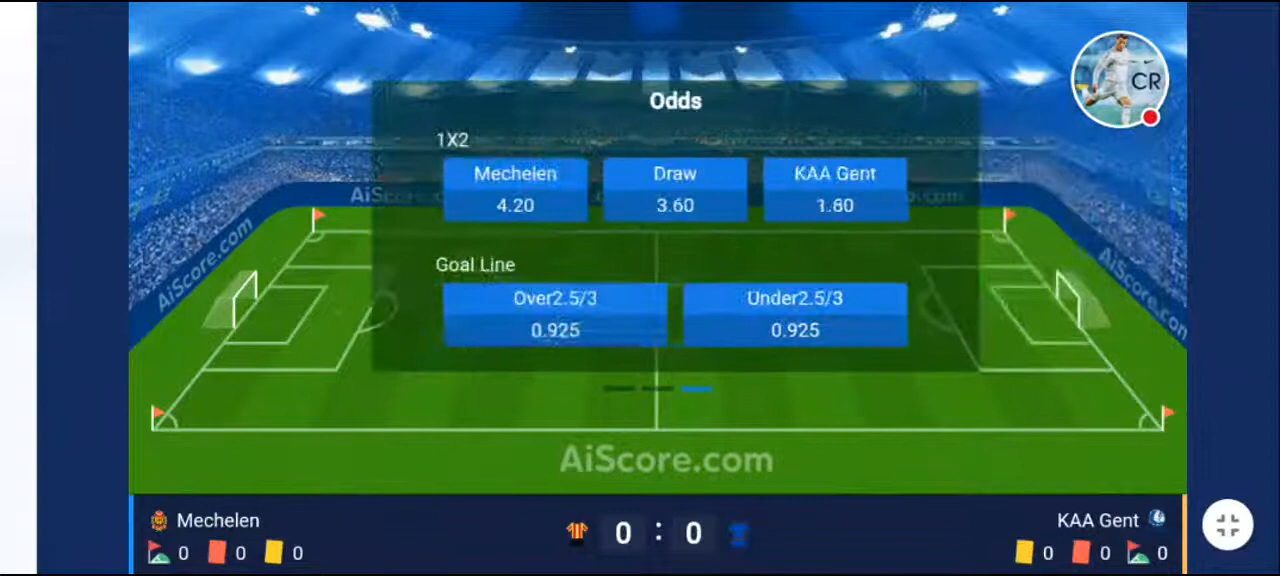 Odds
CR
1X2
Mechelen Draw KAA Gent
4.20 3.60 1.80
AiScore.com
AiScore.com
Goal Line
Over2.5/3 Under2.5/3
0.925 0.925
AiScore.com
Mechelen 0 : 0 KAA Gent
0 0 0 0 0 0